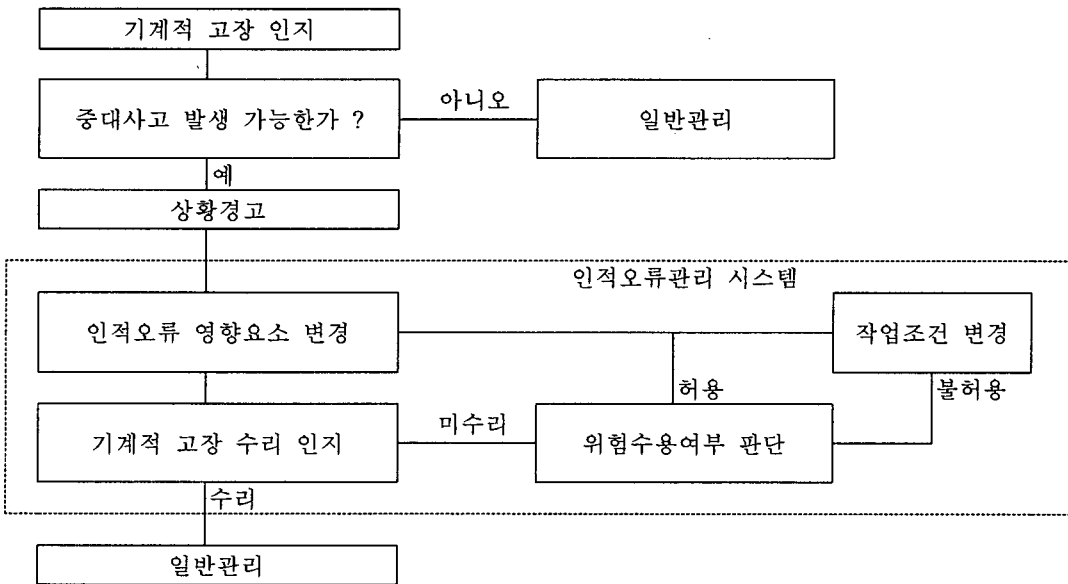 기계적 고장 인지
중대사고 발생 가능한가 ?
아니오
일반관리
예
상황경고
인적오류관리 시스템
인적오류 영향요소 변경
작업조건 변경
허용
불허용
기계적 고장 수리 인지
미수리
위험수용여부 판단
수리
일반관리